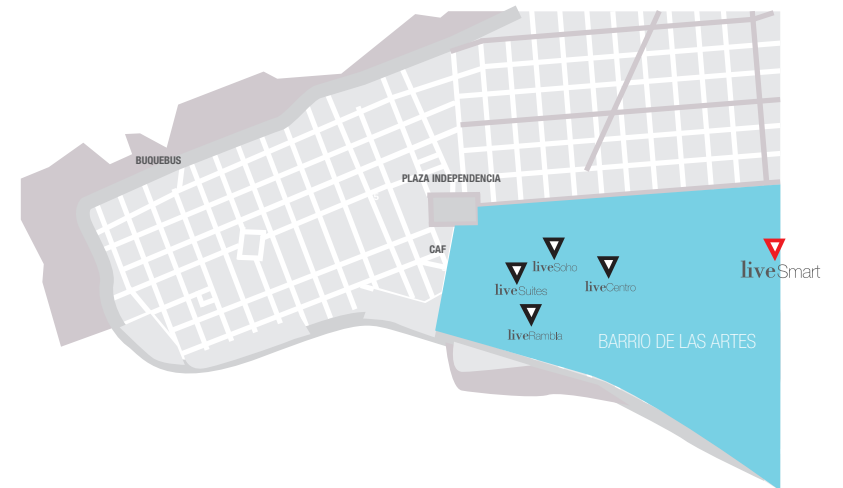 BUQUEBUS
PLAZA INDEPENDENCIA
CAF
liveSoho
liveSmart
liveSuites
liveCentro
liveRambla
BARRIO DE LAS ARTES